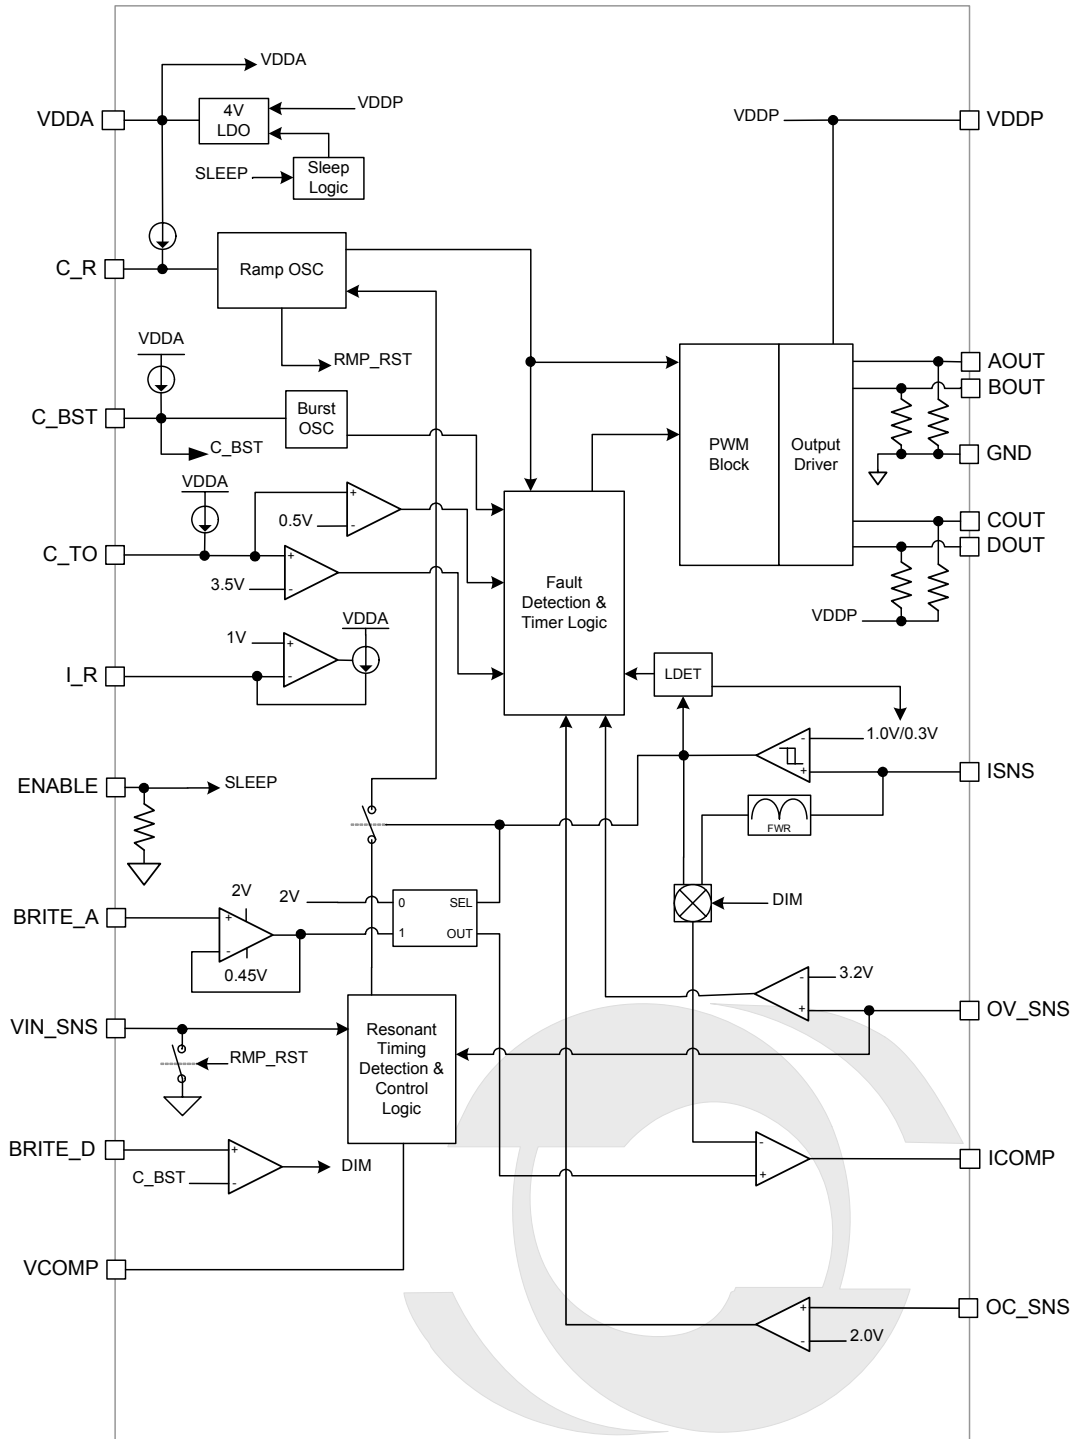 VDDA
VDDA
4V
LDO
VDDP
SLEEP
Sleep
Logic
VDDP
VDDP
C_R
Ramp OSC
RMP_RST
VDDA
C_BST
Burst
OSC
C_BST
PWM
Block
Output
Driver
AOUT
BOUT
GND
VDDA
C_TO
+
-
0.5V
+
-
3.5V
Fault
Detection &
Timer Logic
COUT
DOUT
VDDP
I_R
1V
+
-
VDDA
LDET
-
+
1.0V/0.3V
ISNS
FWR
ENABLE
SLEEP
DIM
BRITE_A
2V
+
-
0.45V
2V
0
1
SEL
OUT
-
+
3.2V
OV_SNS
VIN_SNS
RMP_RST
Resonant
Timing
Detection &
Control
Logic
BRITE_D
C_BST
+
-
DIM
-
+
ICOMP
VCOMP
+
-
2.0V
OC_SNS